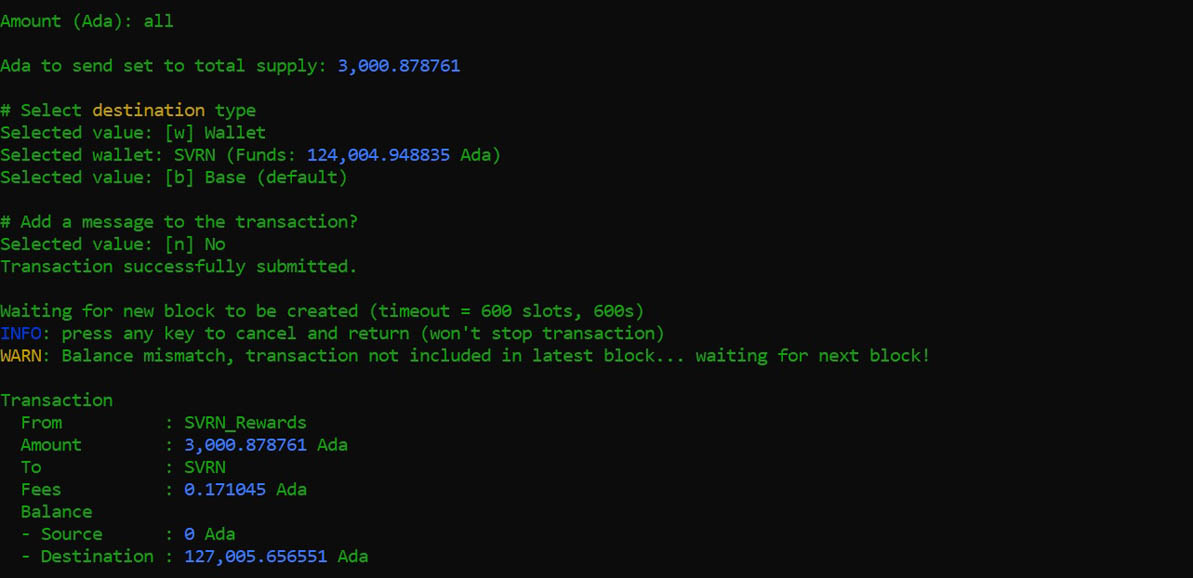 Amount (Ada): all
Ada to send set to total supply: 3,000.878761
# Select destination type
Selected value: [w] Wallet
Selected wallet: SVRN (Funds: 124,004.948835 Ada)
Selected value: [b] Base (default)
# Add a message to the transaction?
Selected value: [n] No
Transaction successfully submitted.
Waiting for new block to be created (timeout = 600 slots, 600s)
INFO: press any key to cancel and return (won't stop transaction)
WARN: Balance mismatch, transaction not included in latest block... waiting for next block!
Transaction
From : SVRN_Rewards
Amount : 3,000.878761 Ada
To : SVRN
Fees : 0.171045 Ada
Balance
- Source : 0 Ada
- Destination : 127,005.656551 Ada